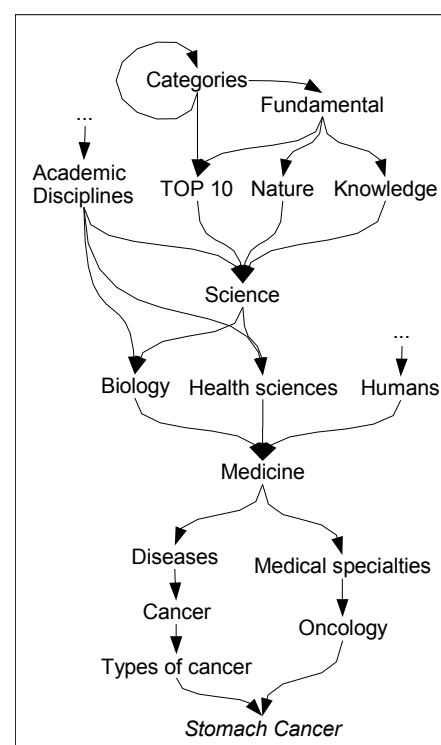 Categories
Fundamental
...
Academic
Disciplines
TOP 10
Nature
Knowledge
Science
...
Biology
Health sciences
Humans
Medicine
Diseases
Medical specialties
Cancer
Oncology
Types of cancer
Stomach Cancer